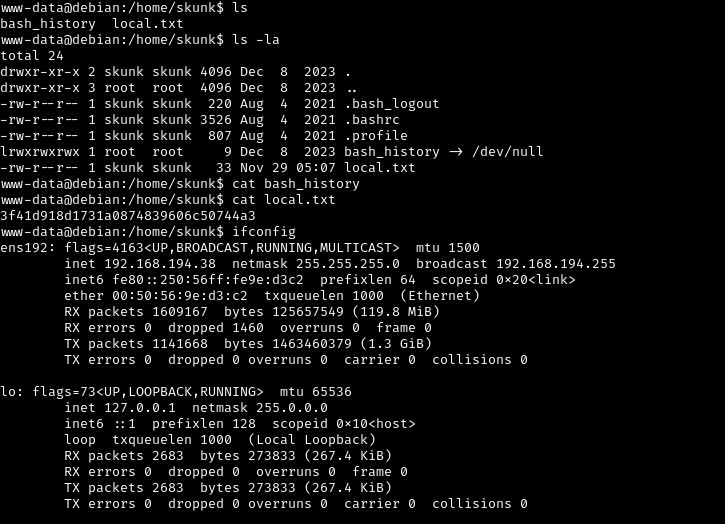 www-data@debian:/home/skunk$ ls
bash_history  local.txt
www-data@debian:/home/skunk$ ls -la
total 24
drwxr-xr-x 2 skunk skunk 4096 Dec  8  2023 .
drwxr-xr-x 3 root  root  4096 Dec  8  2023 ..
-rw-r--r-- 1 skunk skunk  220 Aug  4  2021 .bash_logout
-rw-r--r-- 1 skunk skunk 3526 Aug  4  2021 .bashrc
-rw-r--r-- 1 skunk skunk  807 Aug  4  2021 .profile
lrwxrwxrwx 1 root  root     9 Dec  8  2023 bash_history -> /dev/null
-rw-r--r-- 1 skunk skunk   33 Nov 29 05:07 local.txt
www-data@debian:/home/skunk$ cat bash_history
www-data@debian:/home/skunk$ cat local.txt
3f41d918d1731a0874839606c50744a3
www-data@debian:/home/skunk$ ifconfig
ens192: flags=4163<UP,BROADCAST,RUNNING,MULTICAST>  mtu 1500
        inet 192.168.194.38  netmask 255.255.255.0  broadcast 192.168.194.255
        inet6 fe80::250:56ff:fe9e:d3c2  prefixlen 64  scopeid 0x20<link>
        ether 00:50:56:9e:d3:c2  txqueuelen 1000  (Ethernet)
        RX packets 1609167  bytes 125657549 (119.8 MiB)
        RX errors 0  dropped 1460  overruns 0  frame 0
        TX packets 1141668  bytes 1463460379 (1.3 GiB)
        TX errors 0  dropped 0 overruns 0  carrier 0  collisions 0

lo: flags=73<UP,LOOPBACK,RUNNING>  mtu 65536
        inet 127.0.0.1  netmask 255.0.0.0
        inet6 ::1  prefixlen 128  scopeid 0x10<host>
        loop  txqueuelen 1000  (Local Loopback)
        RX packets 2683  bytes 273833 (267.4 KiB)
        RX errors 0  dropped 0  overruns 0  frame 0
        TX packets 2683  bytes 273833 (267.4 KiB)
        TX errors 0  dropped 0 overruns 0  carrier 0  collisions 0